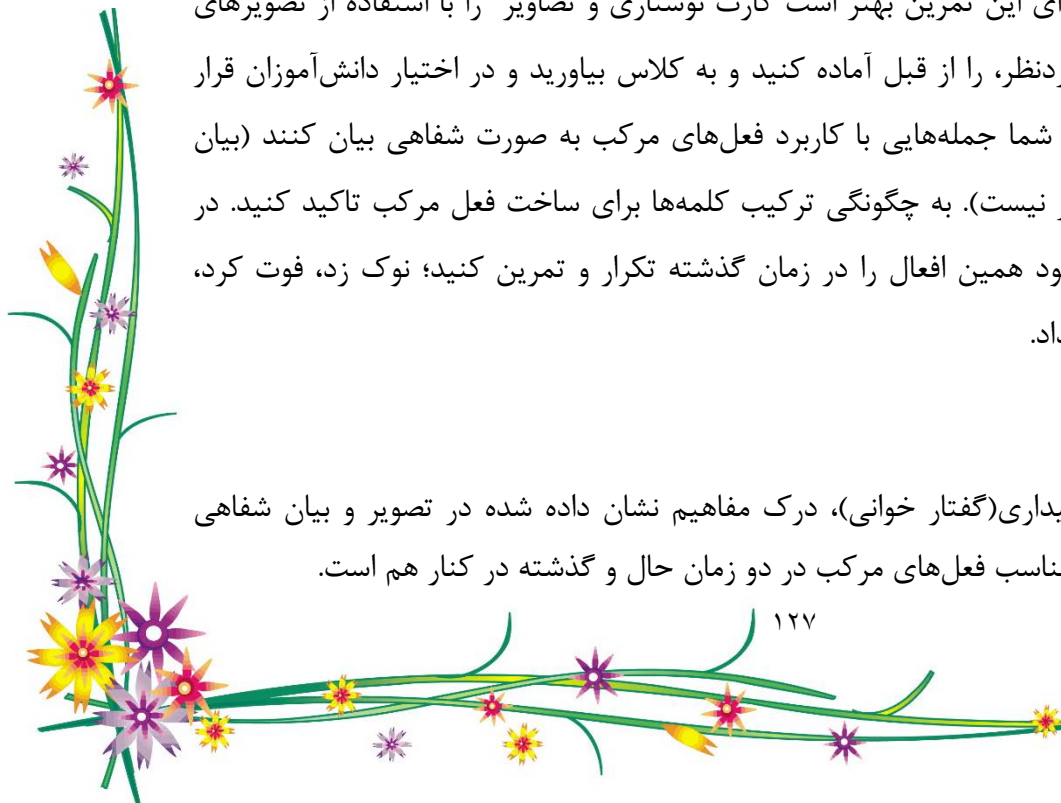 ای این تمرین بهتر است کارت نوشتاری و تصاویر را با استفاده از تصویرهای
ردنظر، را از قبل آماده کنید و به کلاس بیاورید و در اختیار دانش‌آموزان قرار
شما جمله‌هایی با کاربرد فعل‌های مرکب به صورت شفاهی بیان کنند (بیان
نیست). به چگونگی ترکیب کلمه‌ها برای ساخت فعل مرکب تاکید کنید. در
ود همین افعال را در زمان گذشته تکرار و تمرین کنید؛ نوک زد، فوت کرد،
داد.
یداری(گفتار خوانی)، درک مفاهیم نشان داده شده در تصویر و بیان شفاهی
ناسب فعل‌های مرکب در دو زمان حال و گذشته در کنار هم است.
۱۲۷